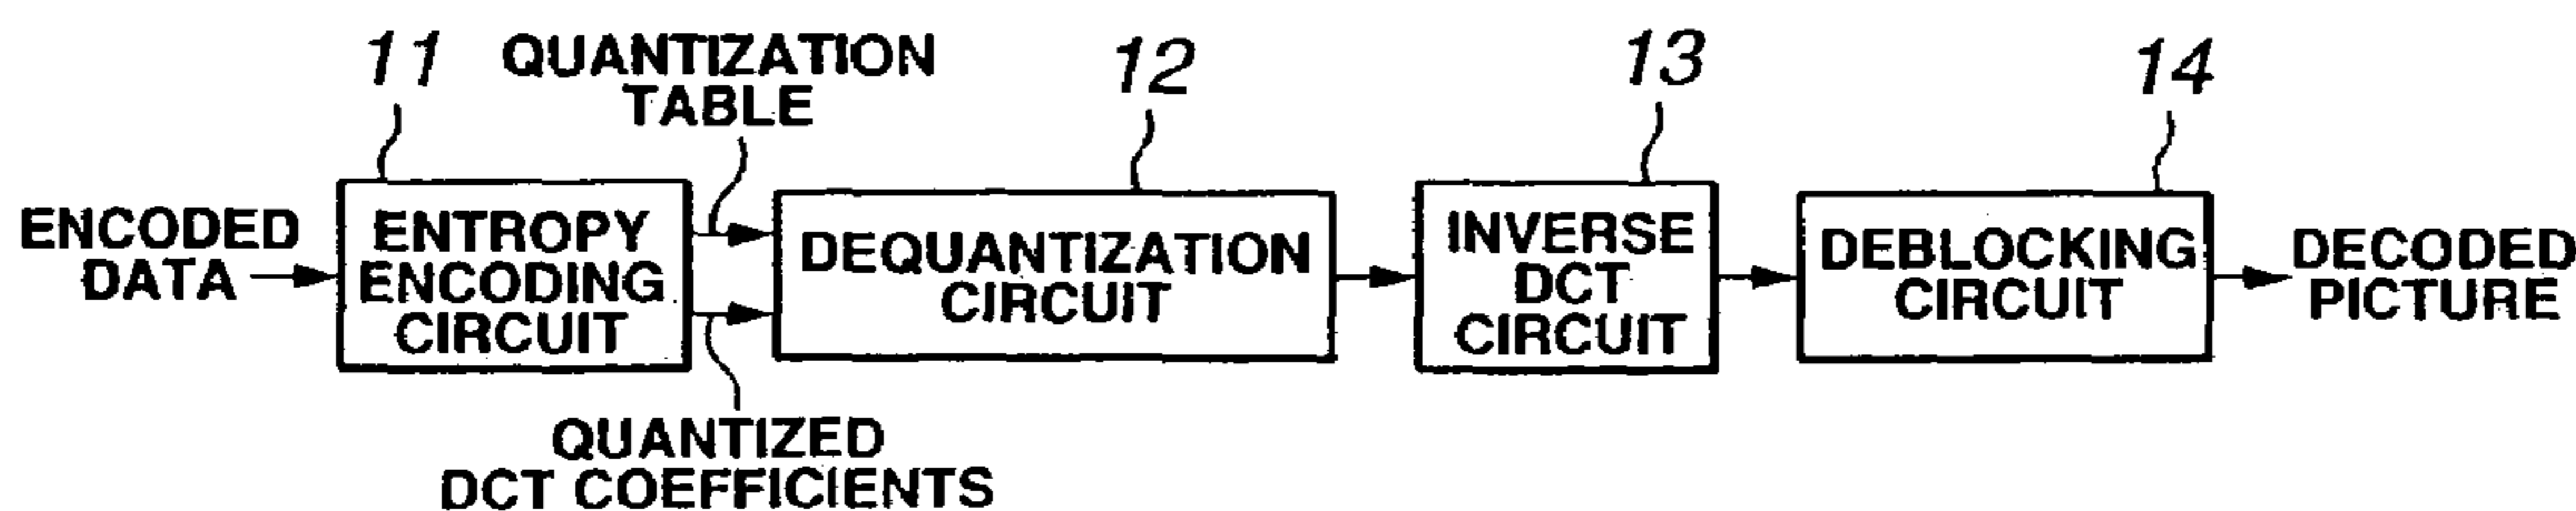 11
QUANTIZATION
TABLE
12
13
14
ENCODED
DATA
ENTROPY
ENCODING
CIRCUIT
DEQUANTIZATION
CIRCUIT
INVERSE
DCT
CIRCUIT
DEBLOCKING
CIRCUIT
DECODED
PICTURE
QUANTIZED
DCT COEFFICIENTS